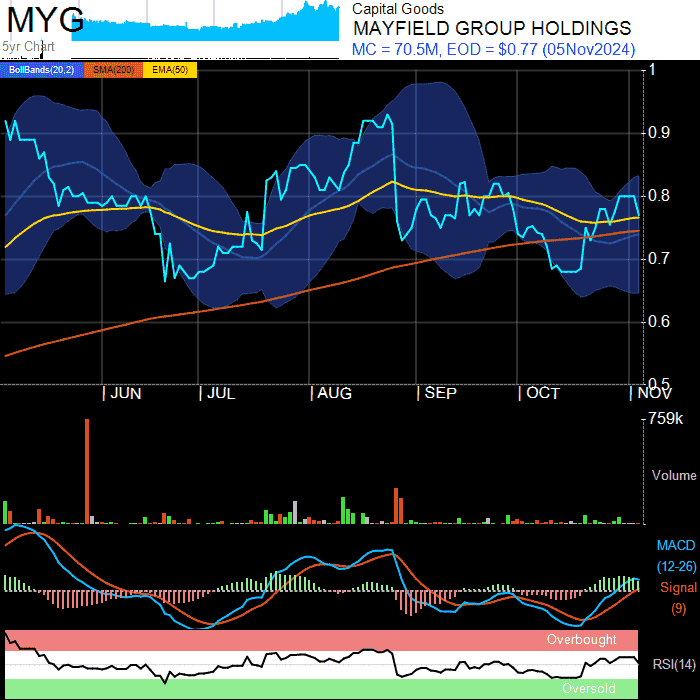 MYG
5yr Chart
Capital Goods
MAYFIELD GROUP HOLDINGS
MC = 70.5M, EOD = $0.77 (05Nov2024)
BollBands(20,2) SMA(200) EMA(50)
1
0.9
0.8
0.7
0.6
0.5
JUN JUL AUG SEP OCT NOV
759k
Volume
MACD
(12-26)
Signal
(9)
Overbought
RSI(14)
Oversold